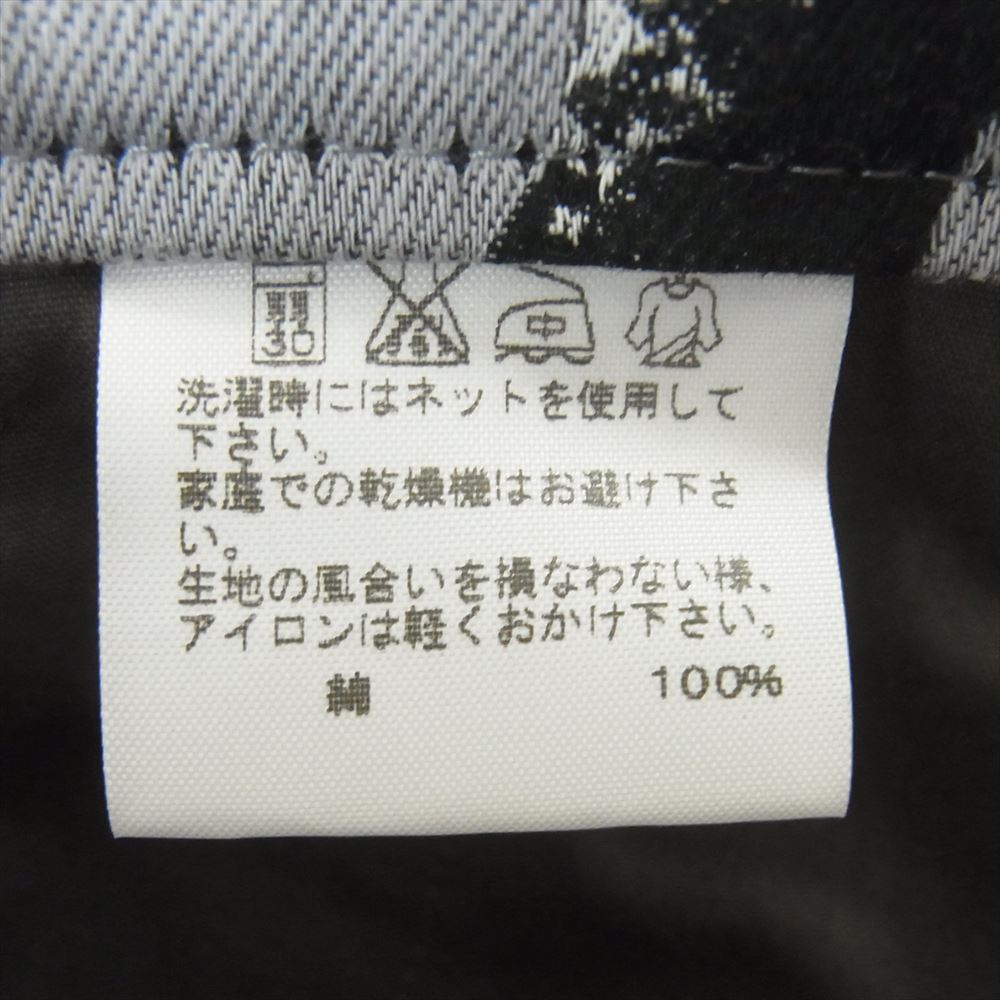 弱
30
中
洗濯時にはネットを使用して
下さい。
家庭での乾燥機はお避け下さ
い。
生地の風合いを損なわない様、
アイロンは軽くおかけ下さい。
綿 100%